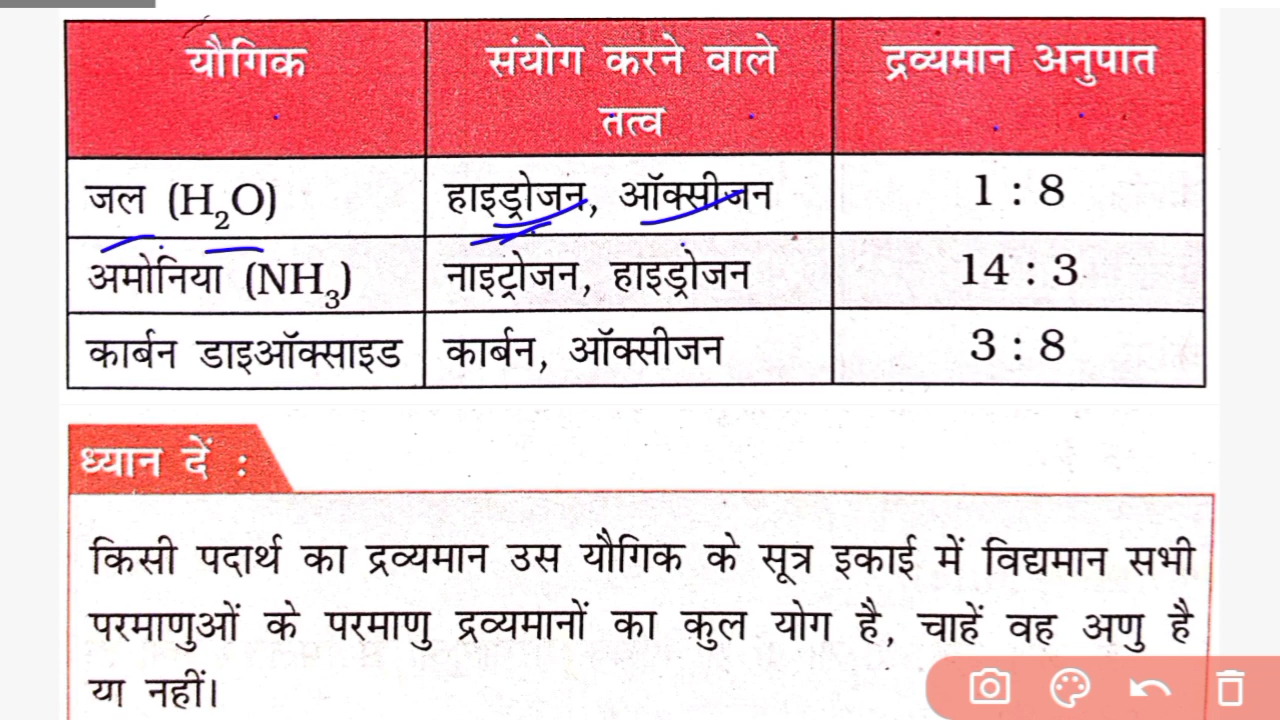 यौगिक संयोग करने वाले द्रव्यमान अनुपात
तत्व
जल (H₂O) हाइड्रोजन, ऑक्सीजन 1 : 8
अमोनिया (NH₃) नाइट्रोजन, हाइड्रोजन 14 : 3
कार्बन डाइऑक्साइड कार्बन, ऑक्सीजन 3 : 8
ध्यान दें :
किसी पदार्थ का द्रव्यमान उस यौगिक के सूत्र इकाई में विद्यमान सभी
परमाणुओं के परमाणु द्रव्यमानों का कुल योग है, चाहें वह अणु है
या नहीं।